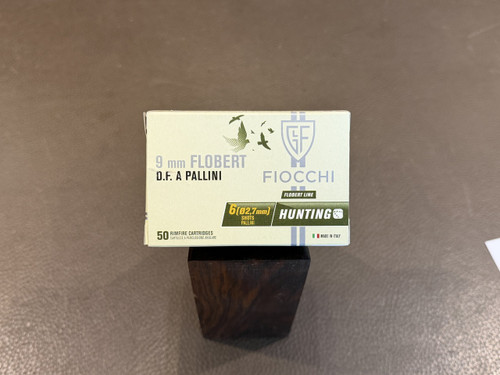 9 mm FLOBERT
D.F. A PALLINI
FIOCCHI
FLOBERT LINE
6 (Ø2,7mm)
SHOTS
PALLINI
HUNTING
50 RIMFIRE CARTRIDGES
MADE IN ITALY